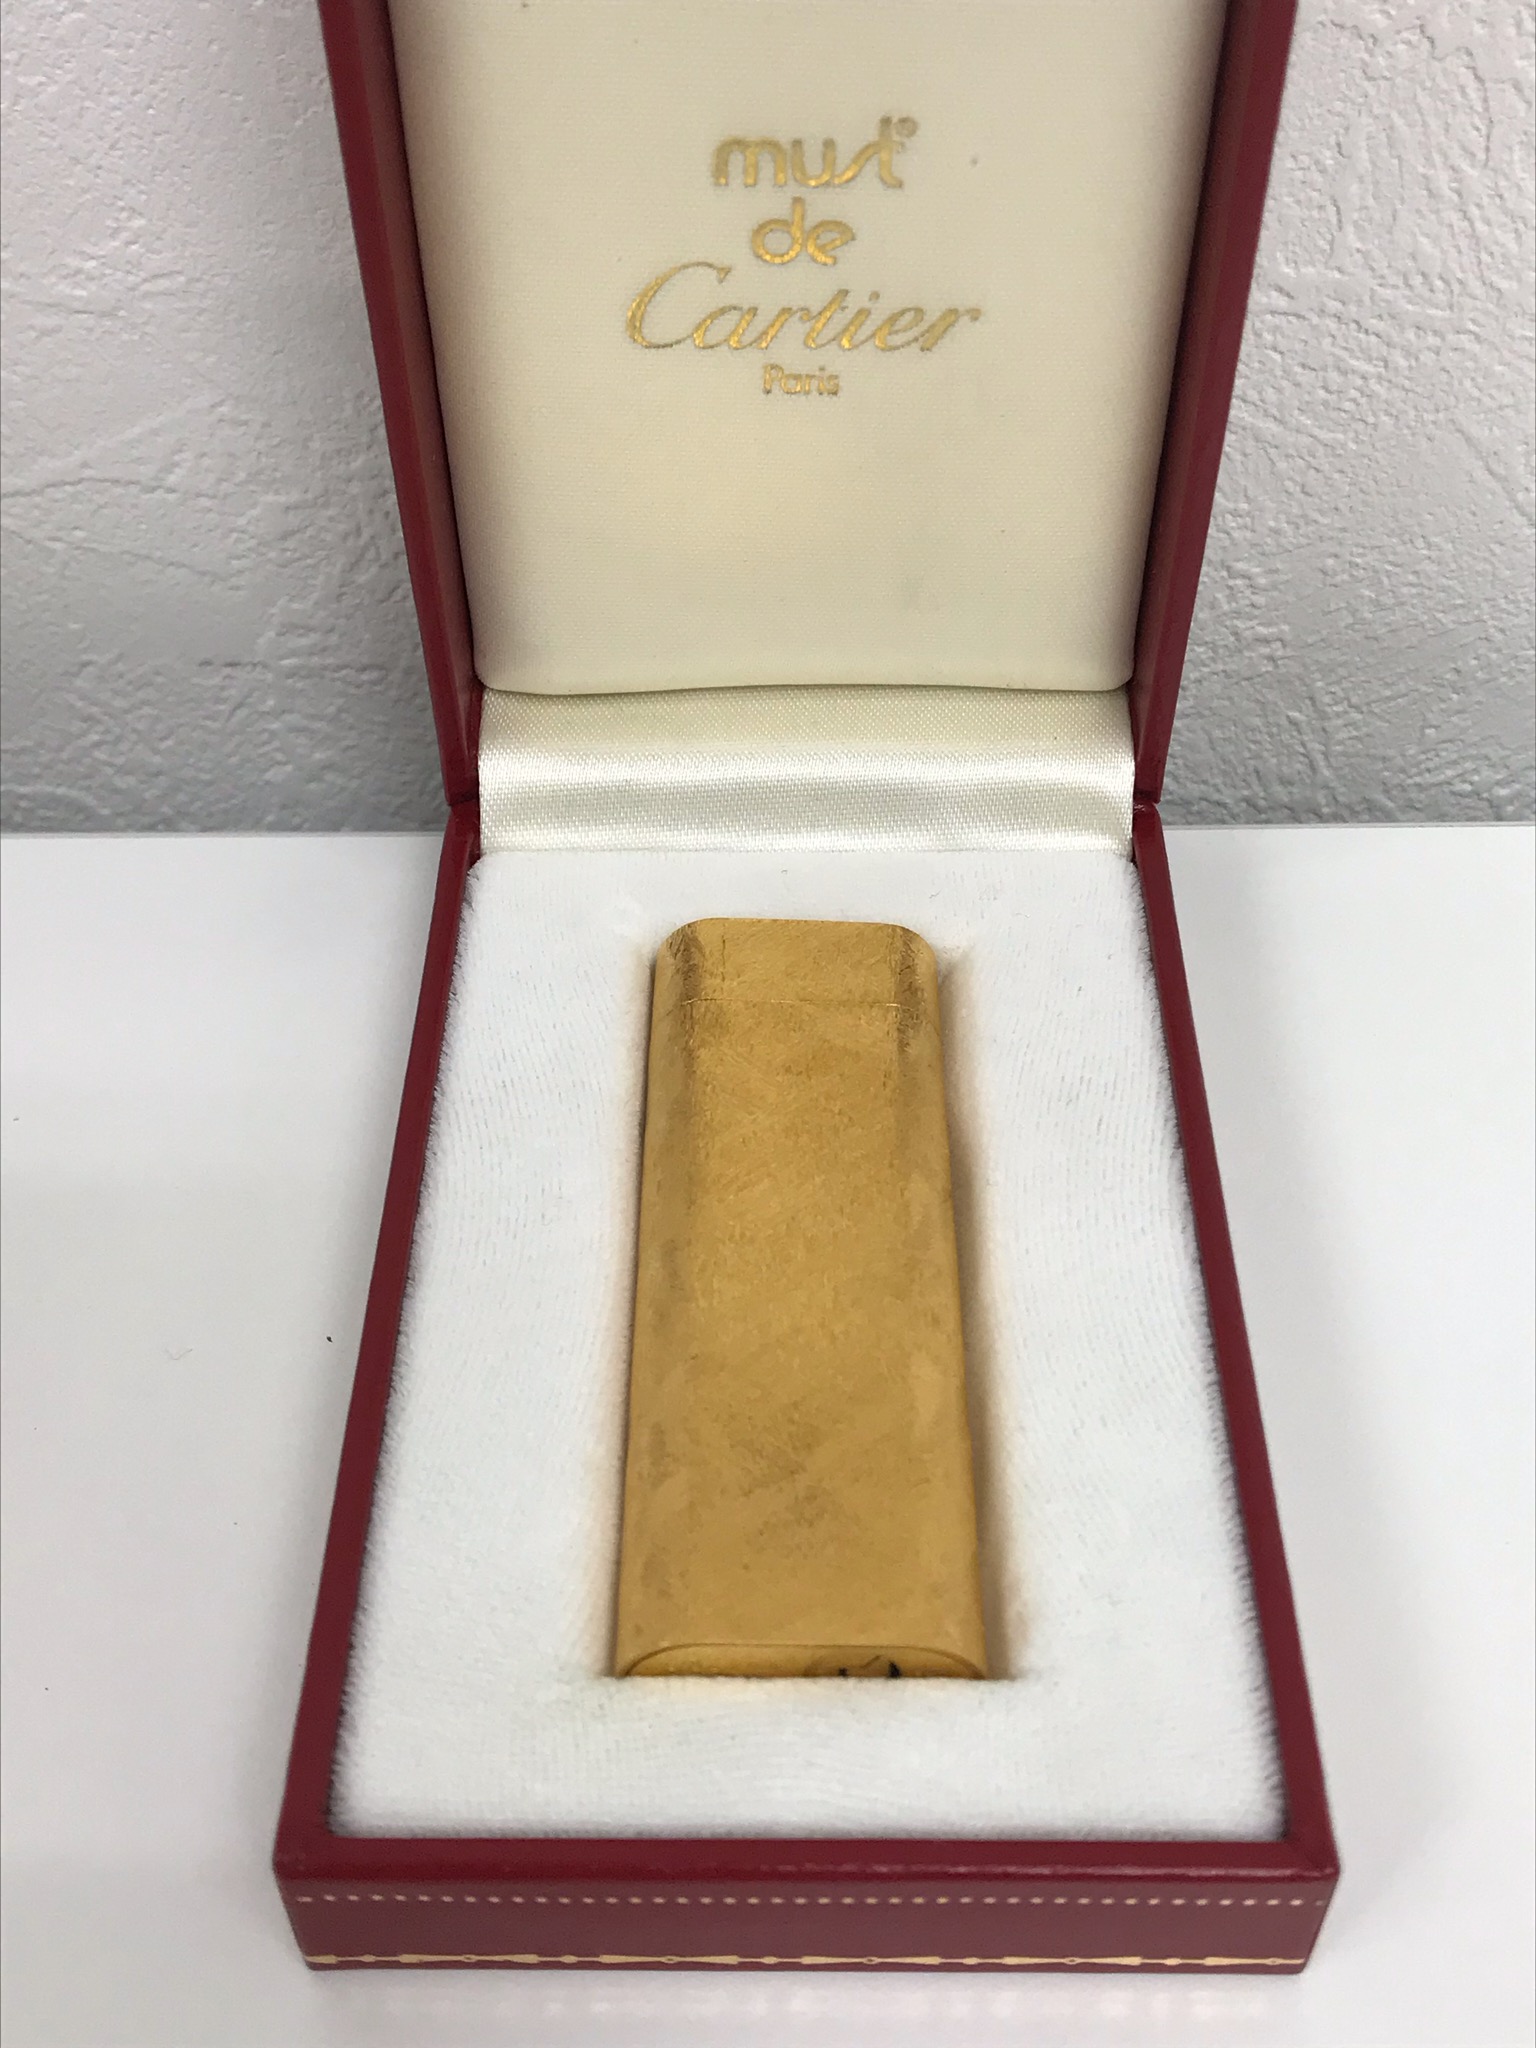 must®
de
Cartier
Paris